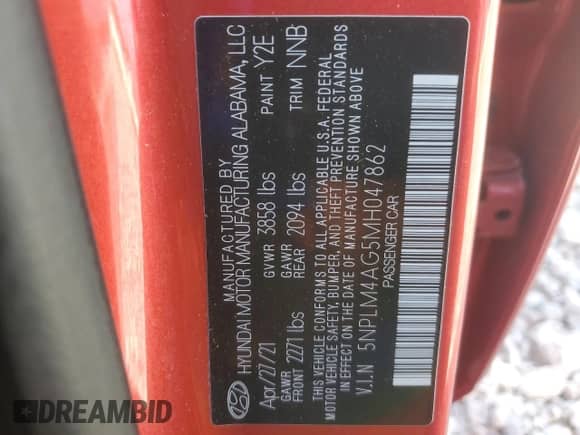 MANUFACTURED BY
HYUNDAI MOTOR MANUFACTURING ALABAMA, LLC
Apr/27/21 GVWR 3858 lbs PAINT Y2E
GAWR FRONT 2271 lbs GAWR REAR 2094 lbs TRIM NNB
THIS VEHICLE CONFORMS TO ALL APPLICABLE U.S.A. FEDERAL
MOTOR VEHICLE SAFETY, BUMPER, AND THEFT PREVENTION STANDARDS
IN EFFECT ON THE DATE OF MANUFACTURE SHOWN ABOVE
V.I.N 5NPLM4AG5MH047862
PASSENGER CAR
DREAMBID